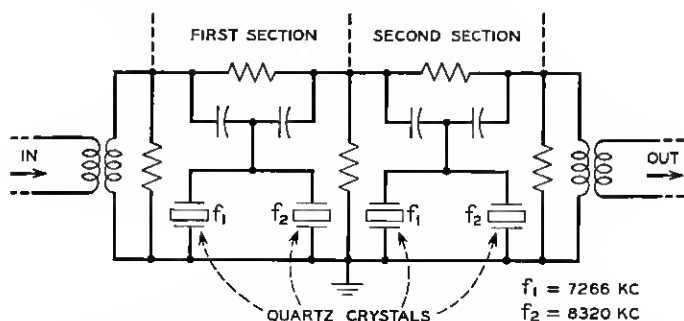 FIRST SECTION
SECOND SECTION
IN
OUT
f₁
f₂
f₁
f₂
QUARTZ CRYSTALS
f₁ = 7266 KC
f₂ = 8320 KC